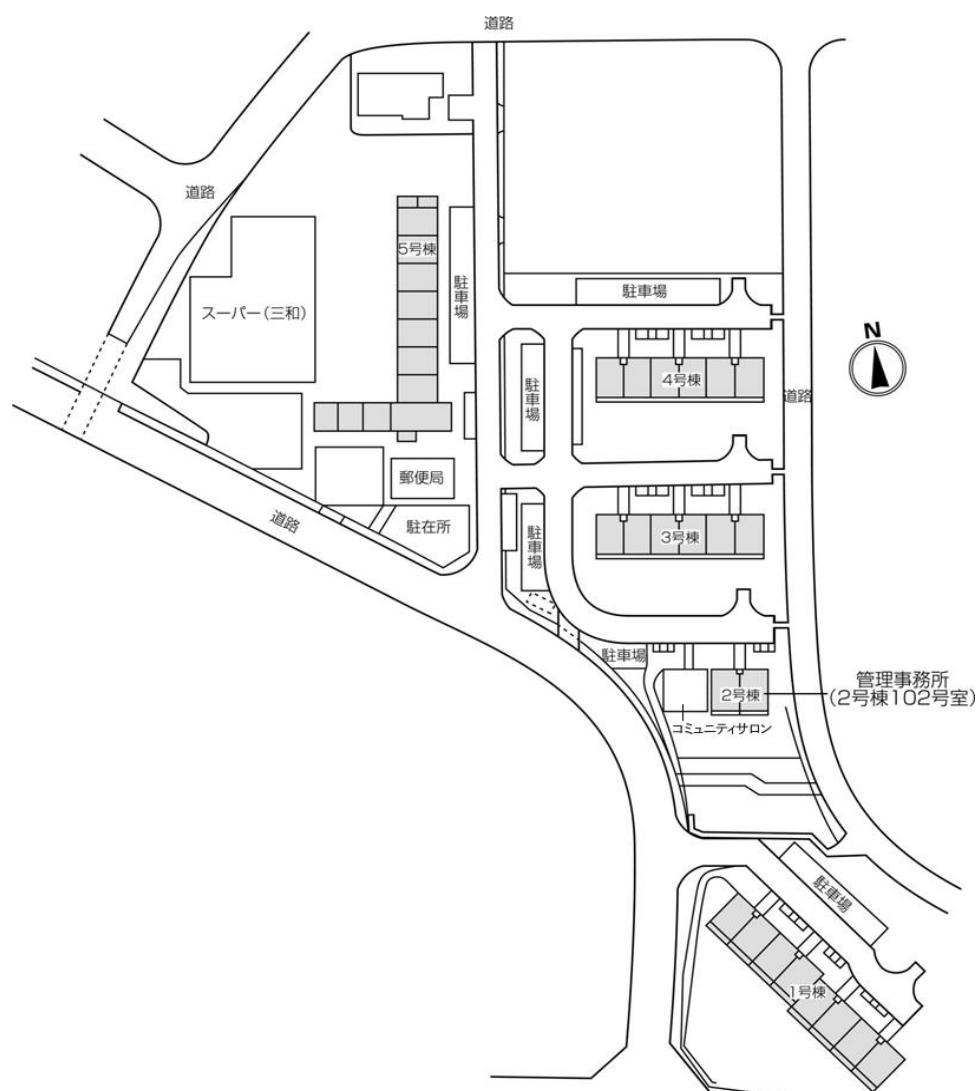 道路
道路
5号棟
駐車場
駐車場
スーパー(三和)
N
4号棟
駐車場
道路
郵便局
駐在所
道路
3号棟
駐車場
駐車場
2号棟
管理事務所
(2号棟102号室)
コミュニティサロン
駐車場
1号棟